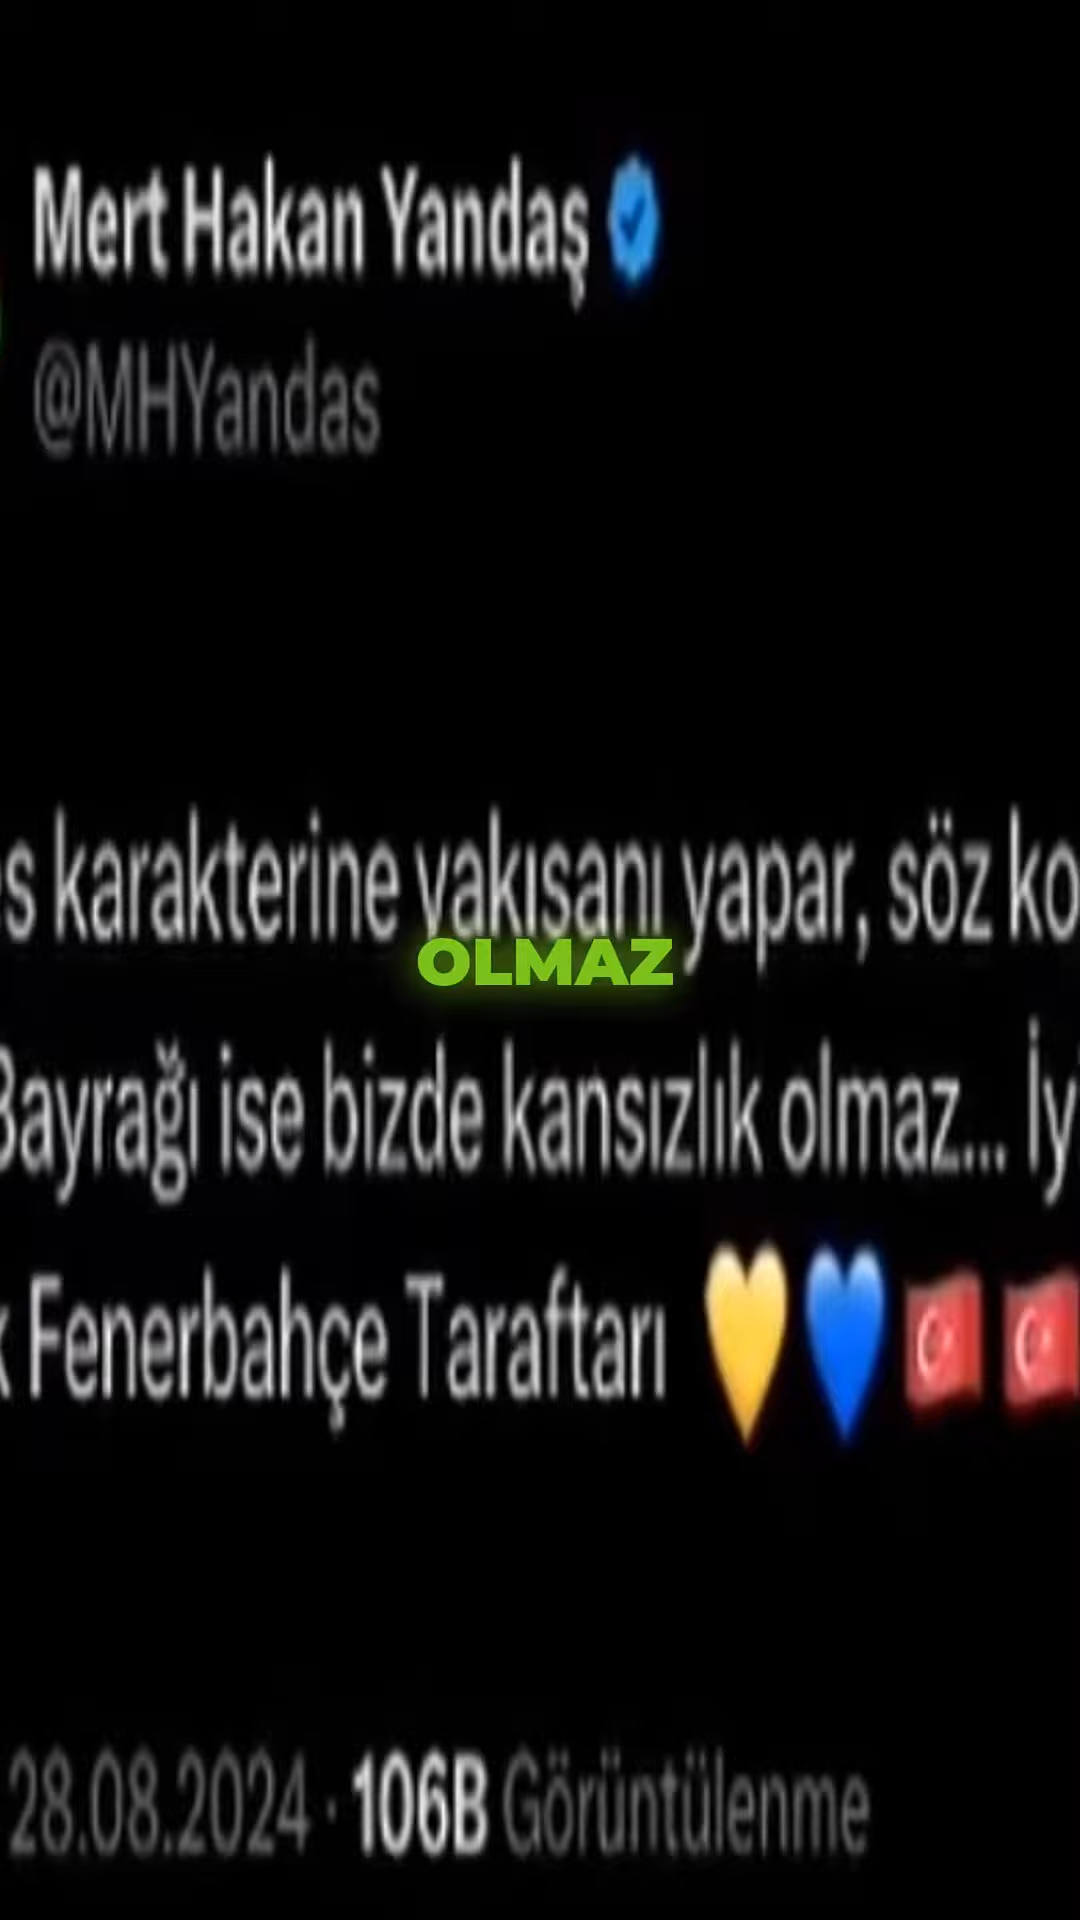 Mert Hakan Yandaş
@MHYandas
karakterine yakışanı yapar, söz
OLMAZ
Bayrağı ise bizde kansızlık olmaz...
Fenerbahçe Taraftarı 💛💙🇹🇷🇹🇷
28.08.2024 · 106B Görüntülenme